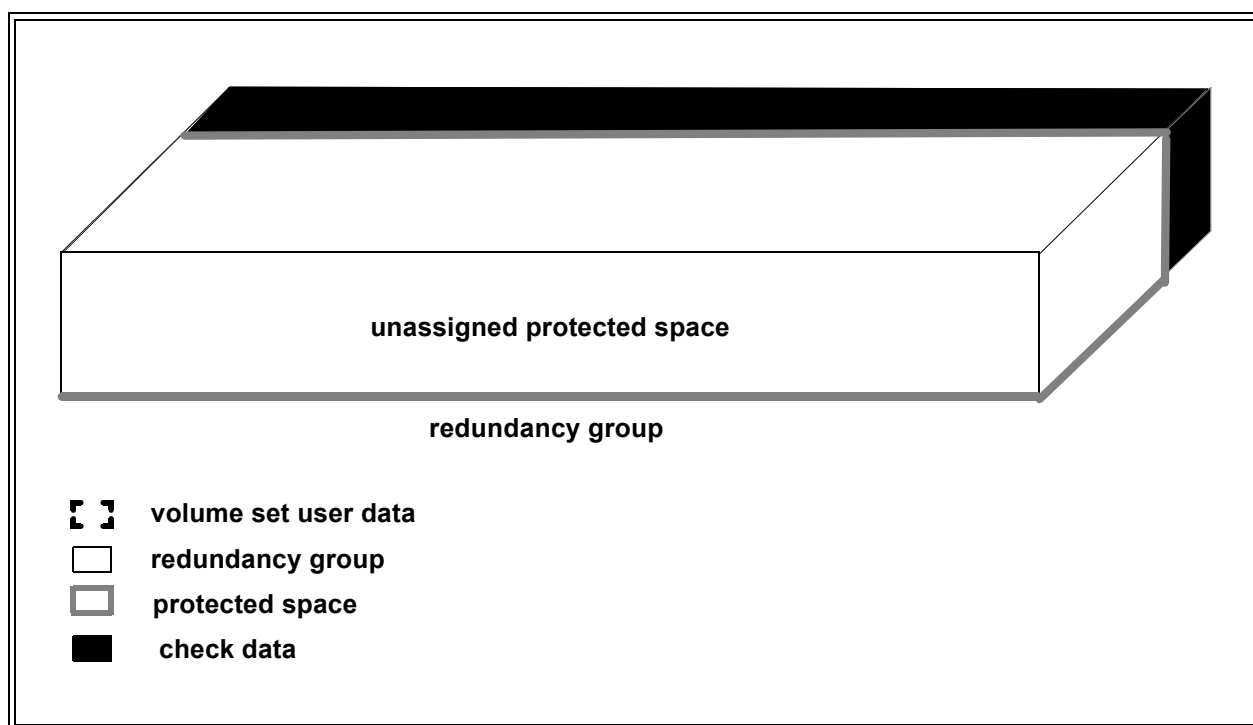 unassigned protected space
redundancy group
volume set user data
redundancy group
protected space
check data